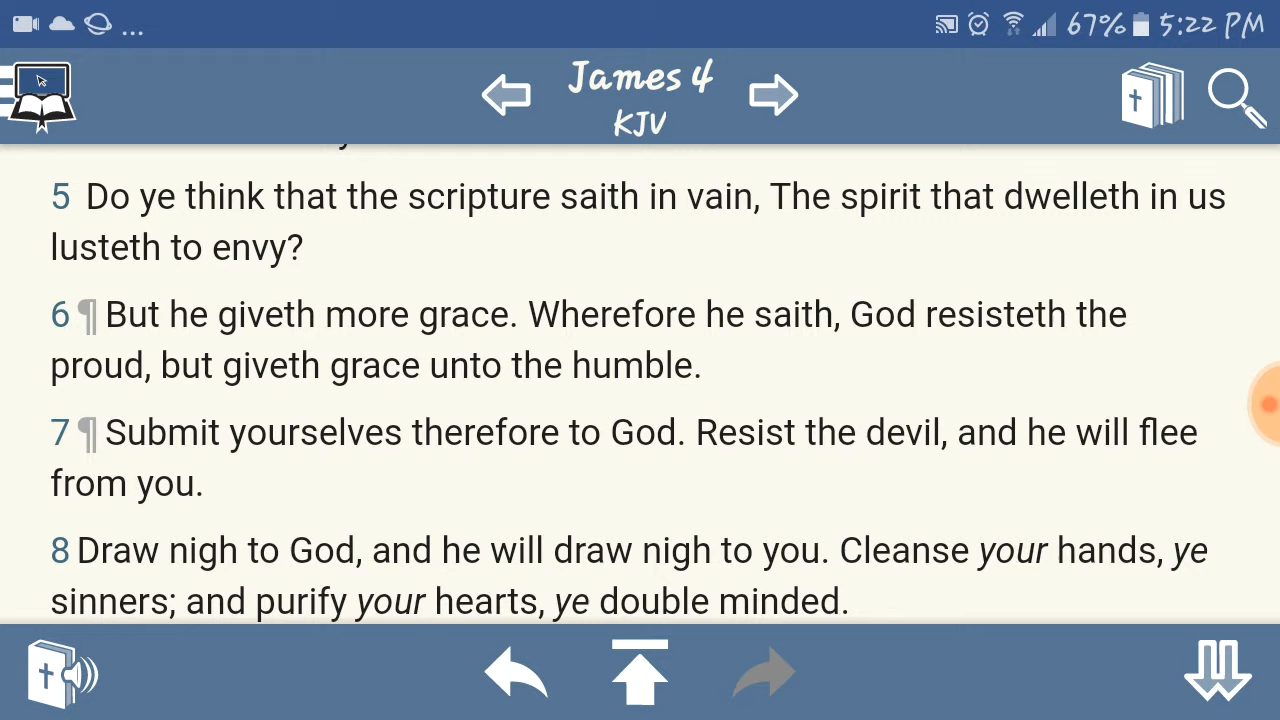 ... 67% 5:22 PM
James 4
KJV
5 Do ye think that the scripture saith in vain, The spirit that dwelleth in us
lusteth to envy?
6 ¶ But he giveth more grace. Wherefore he saith, God resisteth the
proud, but giveth grace unto the humble.
7 ¶ Submit yourselves therefore to God. Resist the devil, and he will flee
from you.
8 Draw nigh to God, and he will draw nigh to you. Cleanse your hands, ye
sinners; and purify your hearts, ye double minded.